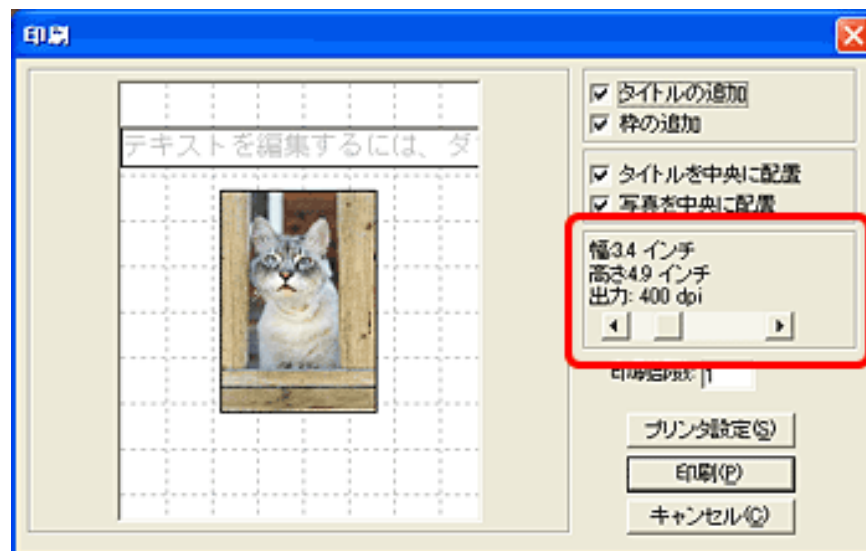 印刷
テキストを編集するには、ダ
タイトルの追加
枠の追加
タイトルを中央に配置
写真を中央に配置
幅:3.4 インチ
高さ:4.9 インチ
出力: 400 dpi
印刷部数: 1
プリンタ設定(S)
印刷(P)
キャンセル(C)